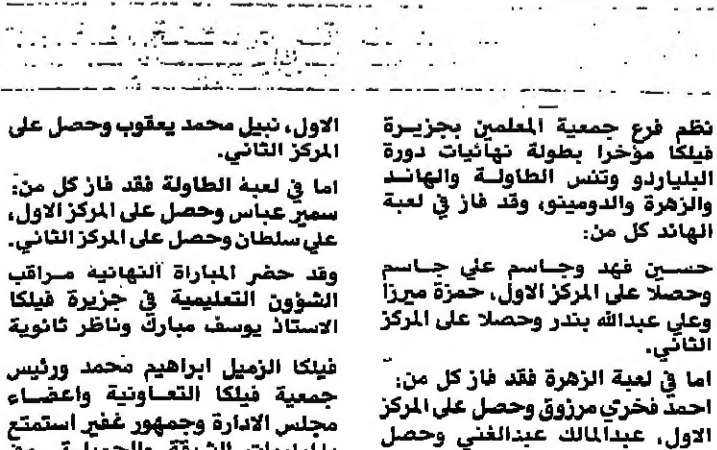 نظم فرع جمعية المعلمين بجزيرة
فيلكا مؤخرا بطولة نهائيات دورة
البلياردو وتنس الطاولة والهاند
والزهرة والدومينو، وقد فاز في لعبة
الهاند كل من:
حسين فهد وجاسم علي جاسم
وحصلا على المركز الاول، حمزة ميرزا
وعلي عبدالله بندر وحصلا على المركز
الثاني.
اما في لعبة الزهرة فقد فاز كل من:
احمد فخري مرزوق وحصل على المركز
الاول، عبدالمالك عبدالغني وحصل
الاول، نبيل محمد يعقوب وحصل على
المركز الثاني.
اما في لعبة الطاولة فقد فاز كل من:
سمير عباس وحصل على المركز الاول،
علي سلطان وحصل على المركز الثاني.
وقد حضر المباراة النهائية مراقب
الشؤون التعليمية في جزيرة فيلكا
الاستاذ يوسف مبارك وناظر ثانوية
فيلكا الزميل ابراهيم محمد ورئيس
جمعية فيلكا التعاونية واعضاء
مجلس الادارة وجمهور غفير استمتع